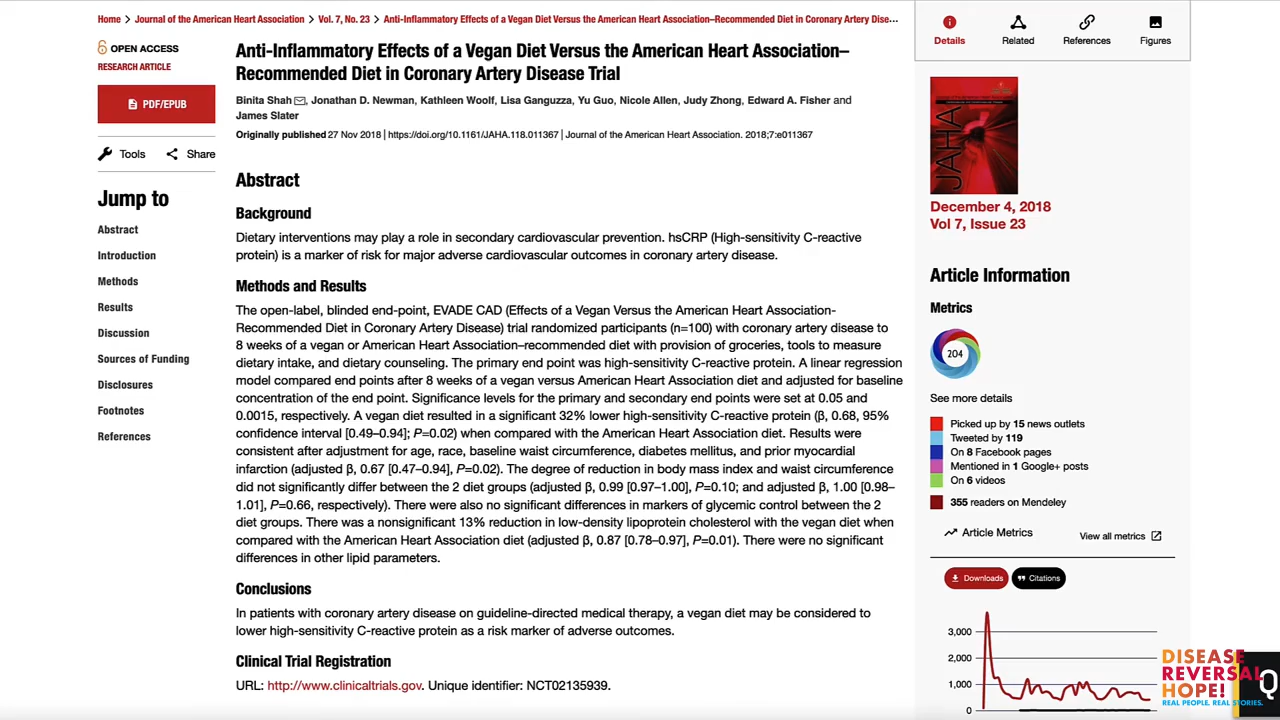 Home > Journal of the American Heart Association > Vol. 7, No. 23 > Anti-Inflammatory Effects of a Vegan Diet Versus the American Heart Association–Recommended Diet in Coronary Artery Dise...
OPEN ACCESS
RESEARCH ARTICLE
PDF/EPUB
Tools
Share
Jump to
Abstract
Introduction
Methods
Results
Discussion
Sources of Funding
Disclosures
Footnotes
References
Anti-Inflammatory Effects of a Vegan Diet Versus the American Heart Association–
Recommended Diet in Coronary Artery Disease Trial
Binita Shah, Jonathan D. Newman, Kathleen Woolf, Lisa Ganguzza, Yu Guo, Nicole Allen, Judy Zhong, Edward A. Fisher and
James Slater
Originally published 27 Nov 2018 | https://doi.org/10.1161/JAHA.118.011367 | Journal of the American Heart Association. 2018;7:e011367
Abstract
Background
Dietary interventions may play a role in secondary cardiovascular prevention. hsCRP (High-sensitivity C-reactive
protein) is a marker of risk for major adverse cardiovascular outcomes in coronary artery disease.
Methods and Results
The open-label, blinded end-point, EVADE CAD (Effects of a Vegan Versus the American Heart Association-
Recommended Diet in Coronary Artery Disease) trial randomized participants (n=100) with coronary artery disease to
8 weeks of a vegan or American Heart Association–recommended diet with provision of groceries, tools to measure
dietary intake, and dietary counseling. The primary end point was high-sensitivity C-reactive protein. A linear regression
model compared end points after 8 weeks of a vegan versus American Heart Association diet and adjusted for baseline
concentration of the end point. Significance levels for the primary and secondary end points were set at 0.05 and
0.0015, respectively. A vegan diet resulted in a significant 32% lower high-sensitivity C-reactive protein (β, 0.68, 95%
confidence interval [0.49–0.94]; P=0.02) when compared with the American Heart Association diet. Results were
consistent after adjustment for age, race, baseline waist circumference, diabetes mellitus, and prior myocardial
infarction (adjusted β, 0.67 [0.47–0.94], P=0.02). The degree of reduction in body mass index and waist circumference
did not significantly differ between the 2 diet groups (adjusted β, 0.99 [0.97–1.00], P=0.10; and adjusted β, 1.00 [0.98–
1.01], P=0.66, respectively). There were also no significant differences in markers of glycemic control between the 2
diet groups. There was a nonsignificant 13% reduction in low-density lipoprotein cholesterol with the vegan diet when
compared with the American Heart Association diet (adjusted β, 0.87 [0.78–0.97], P=0.01). There were no significant
differences in other lipid parameters.
Conclusions
In patients with coronary artery disease on guideline-directed medical therapy, a vegan diet may be considered to
lower high-sensitivity C-reactive protein as a risk marker of adverse outcomes.
Clinical Trial Registration
URL: http://www.clinicaltrials.gov. Unique identifier: NCT02135939.
Details
Related
References
Figures
JAHA
December 4, 2018
Vol 7, Issue 23
Article Information
Metrics
204
See more details
Picked up by 15 news outlets
Tweeted by 119
On 8 Facebook pages
Mentioned in 1 Google+ posts
On 6 videos
355 readers on Mendeley
Article Metrics
View all metrics
Downloads
Citations
3,000
2,000
1,000
0
DISEASE
REVERSAL
HOPE!
REAL PEOPLE. REAL STORIES.
Q